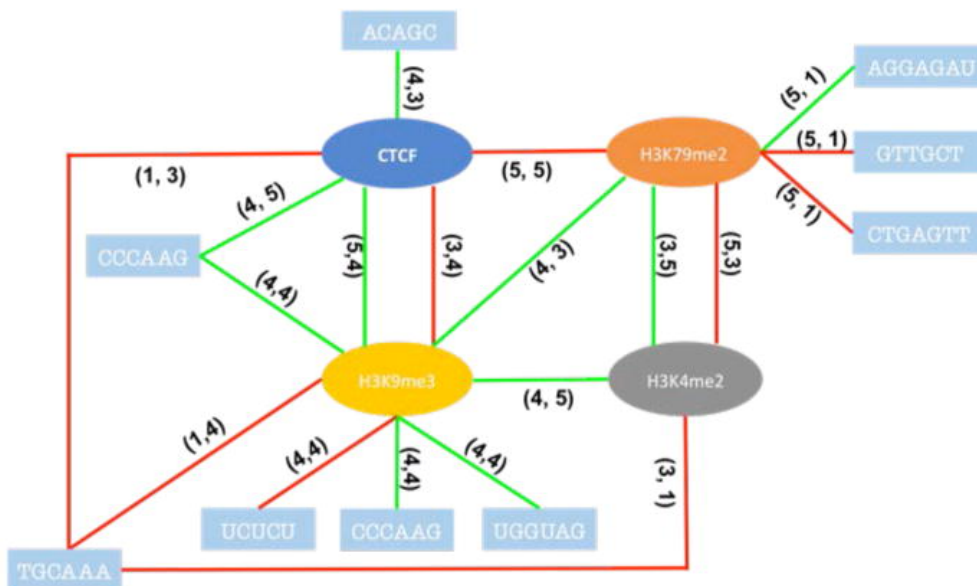 ACAGC
(4,3)
AGGAGAU
(5, 1)
CTCF
H3K79me2
(5, 1)
GTTGCT
(1, 3)
(5, 5)
(5, 1)
(4, 5)
CTGAGTT
CCCAAG
(5,4)
(3,4)
(4, 3)
(3,5)
(5,3)
(4,4)
H3K9me3
H3K4me2
(4, 5)
(1,4)
(4,4)
(4,4)
(4,4)
(3, 1)
UCUCU
CCCAAG
UGGUAG
TGCAAA